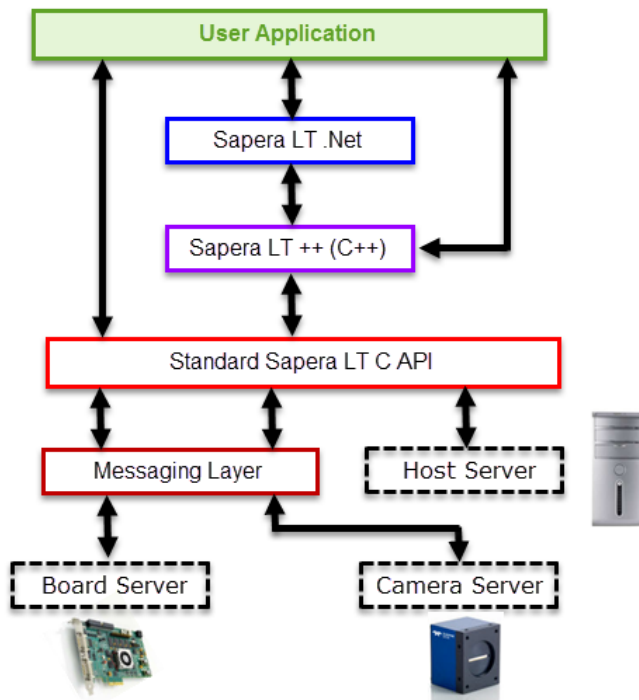 User Application
Sapera LT .Net
Sapera LT ++ (C++)
Standard Sapera LT C API
Messaging Layer
Host Server
Board Server
Camera Server